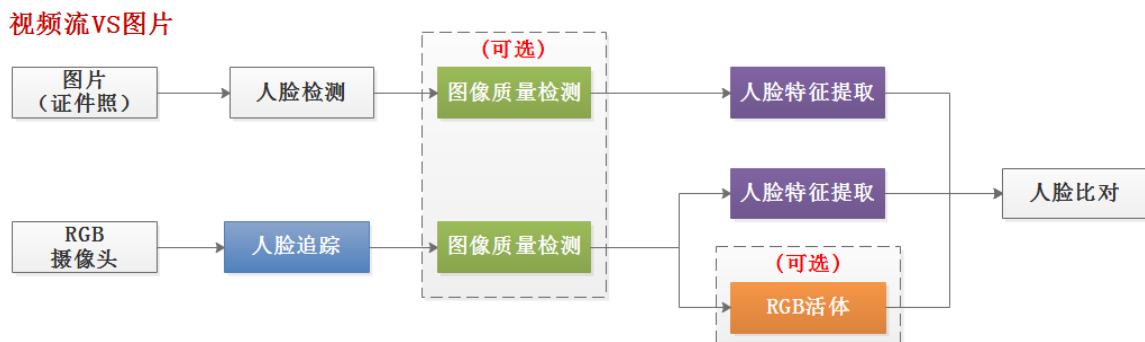 视频流VS图片
(可选)
图片
（证件照）
人脸检测
图像质量检测
人脸特征提取
人脸特征提取
人脸比对
RGB
摄像头
人脸追踪
图像质量检测
(可选)
RGB活体